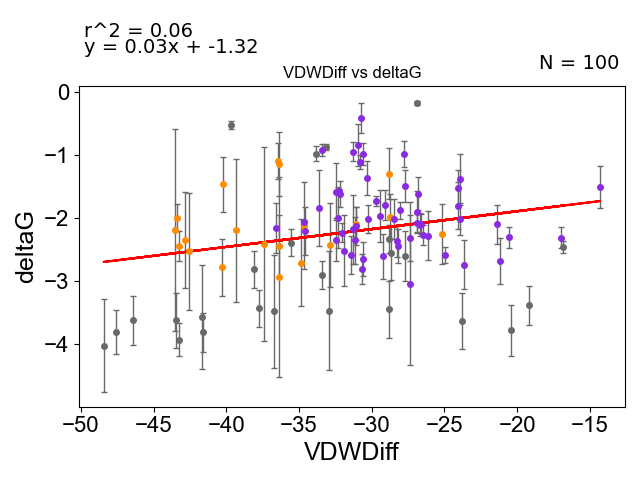 r^2 = 0.06
y = 0.03x + -1.32
N = 100
VDWDiff vs deltaG
0
−1
−2
−3
−4
deltaG
−50
−45
−40
−35
−30
−25
−20
−15
VDWDiff